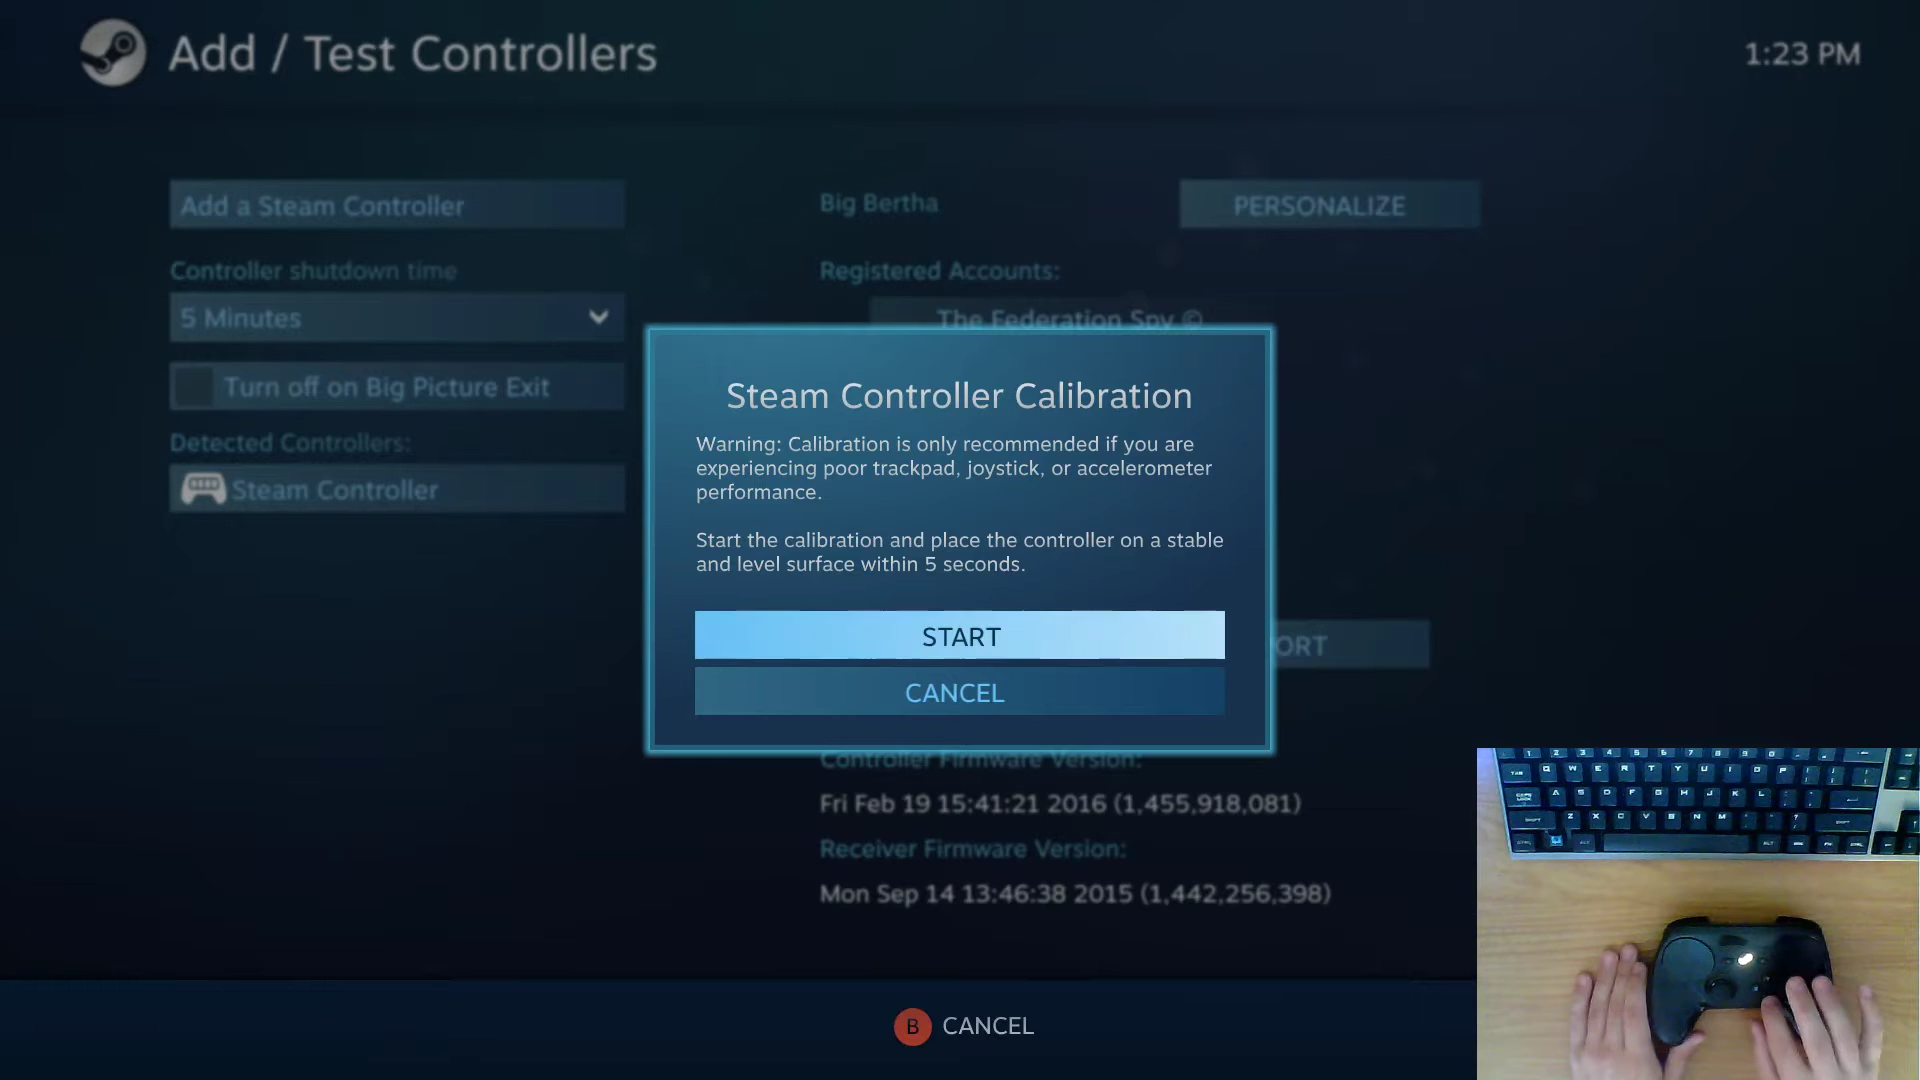 Add / Test Controllers
1:23 PM
Add a Steam Controller
Big Bertha
PERSONALIZE
Controller shutdown time
Registered Accounts:
5 Minutes
The Federation Spy ©
Turn off on Big Picture Exit
Detected Controllers:
Steam Controller
Steam Controller Calibration
Warning: Calibration is only recommended if you are
experiencing poor trackpad, joystick, or accelerometer
performance.
Start the calibration and place the controller on a stable
and level surface within 5 seconds.
START
CANCEL
ORT
Controller Firmware Version:
Fri Feb 19 15:41:21 2016 (1,455,918,081)
Receiver Firmware Version:
Mon Sep 14 13:46:38 2015 (1,442,256,398)
B CANCEL